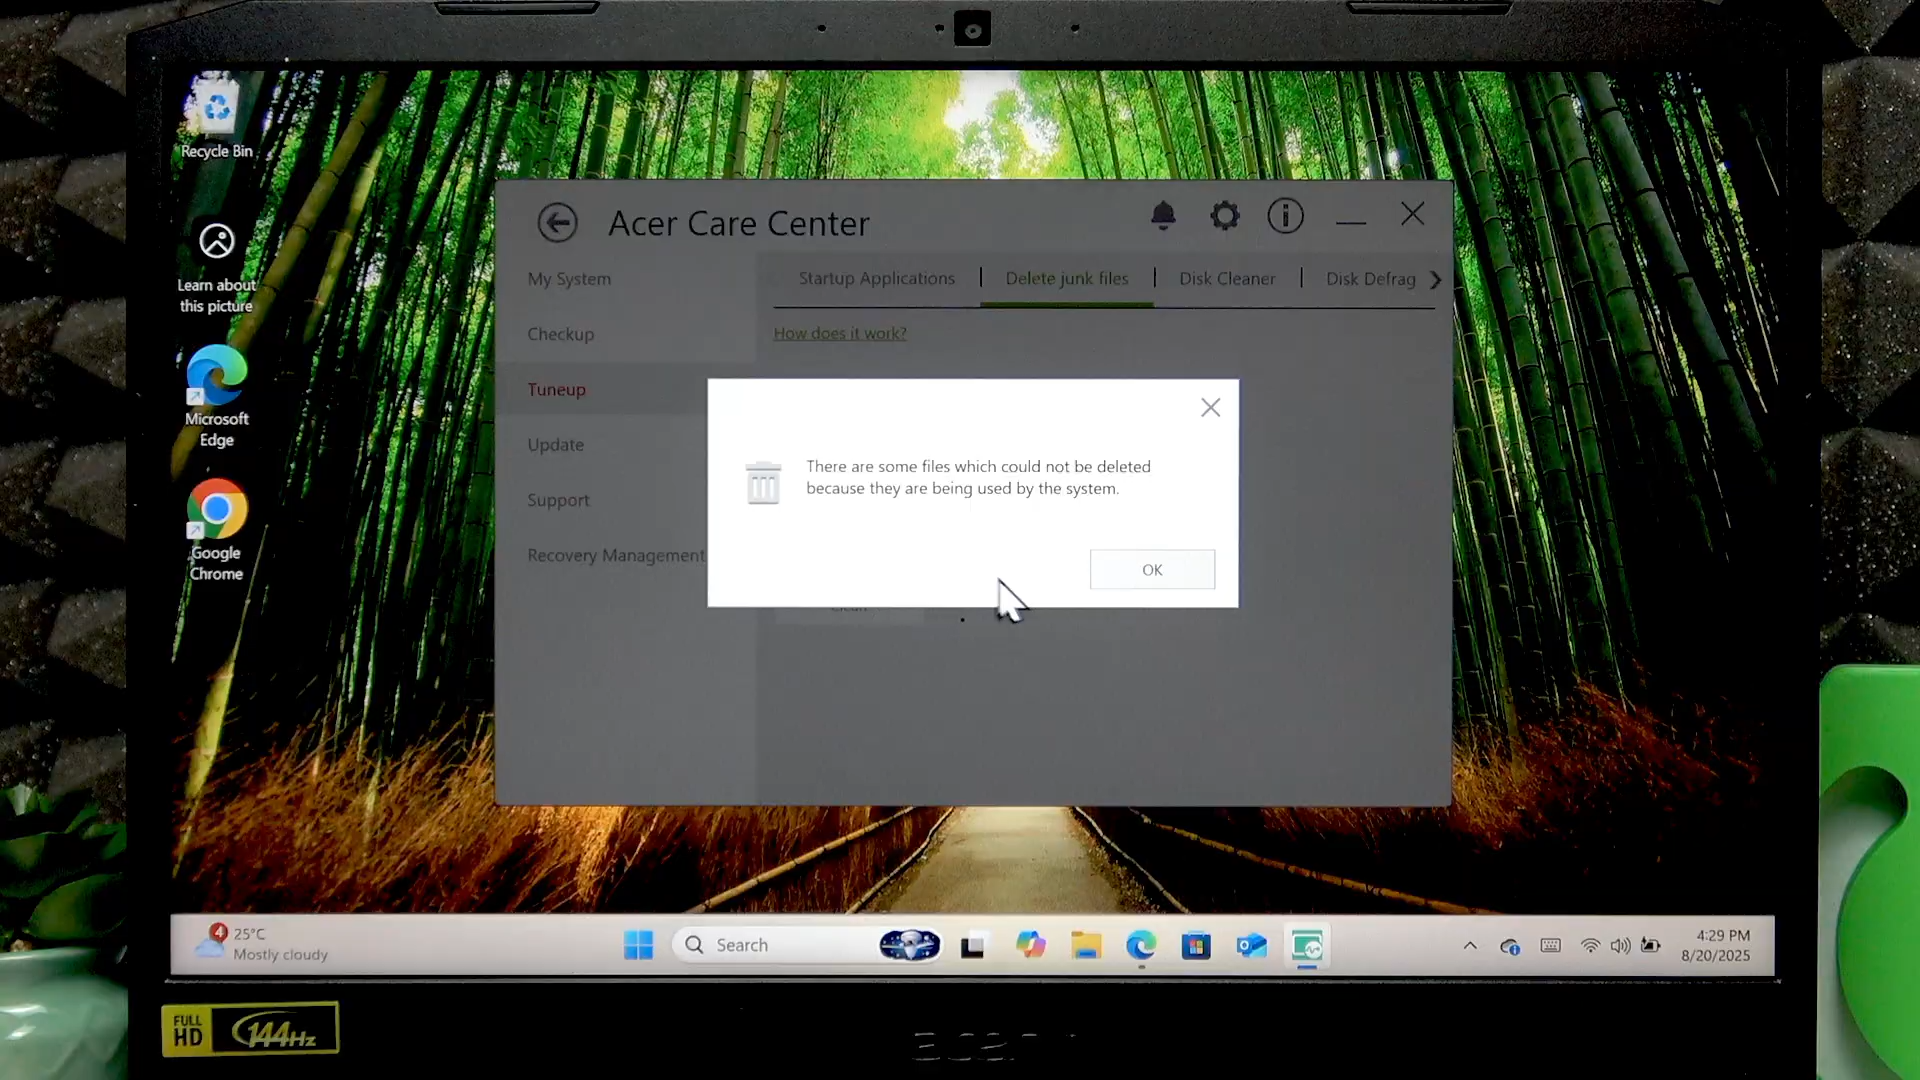 Recycle Bin
Learn about
this picture
Microsoft
Edge
Google
Chrome
Acer Care Center
My System
Checkup
Tuneup
Update
Support
Recovery Management
Startup Applications
Delete junk files
Disk Cleaner
Disk Defrag
How does it work?
There are some files which could not be deleted
because they are being used by the system.
OK
Clean
4
25°C
Mostly cloudy
Search
4:29 PM
8/20/2025
FULL
HD
144Hz
acer